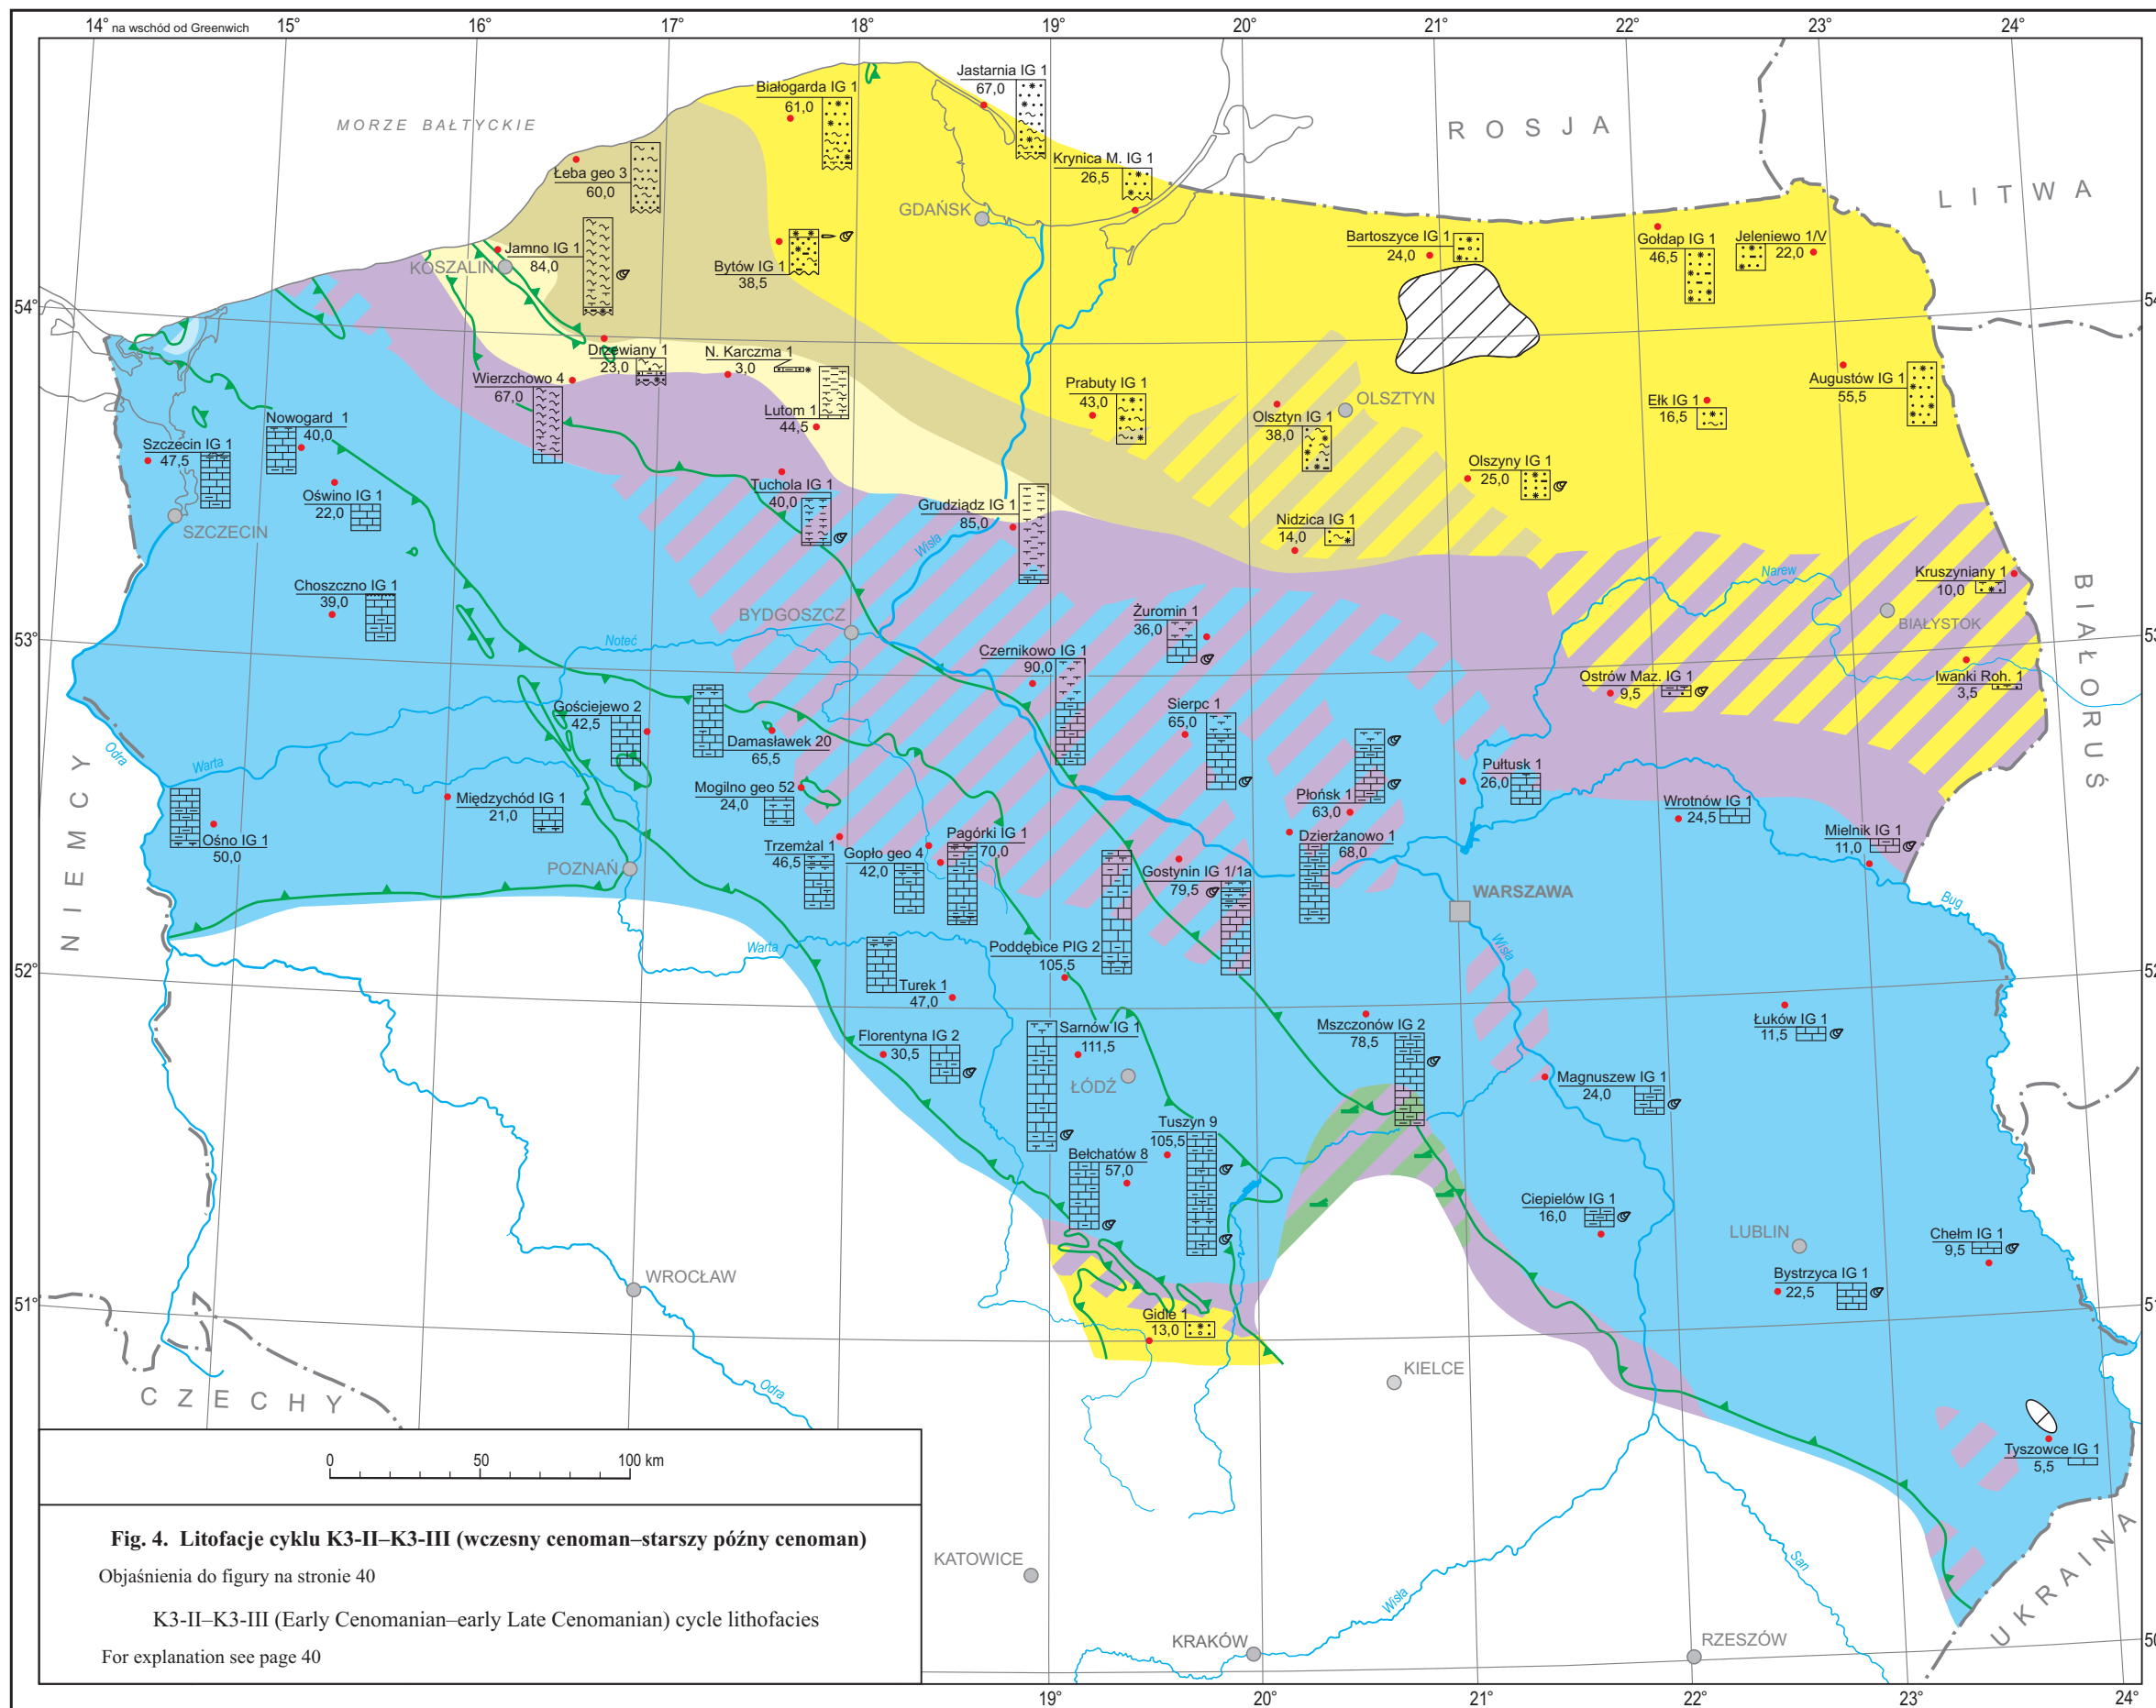 14° na wschód od Greenwich 15° 16° 17° 18° 19° 20° 21° 22° 23° 24°
MORZE BAŁTYCKIE
ROSJA
LITWA
BIAŁORUŚ
UKRAINA
NIEMCY
CZECHY
Jastarnia IG 1
67,0
Białogarda IG 1
61,0
Krynica M. IG 1
26,5
Łeba geo 3
60,0
GDAŃSK
Jamno IG 1
84,0
KOSZALIN
Bytów IG 1
38,5
Bartoszyce IG 1
24,0
Gołdap IG 1
46,5
Jeleniewo 1/V
22,0
54°
54
Drzewiany 1
23,0
N. Karczma 1
3,0
Wierzchowo 4
67,0
Lutom 1
44,5
Prabuty IG 1
43,0
Olsztyn IG 1
38,0
OLSZTYN
Ełk IG 1
16,5
Augustów IG 1
55,5
Nowogard 1
40,0
Szczecin IG 1
47,5
Oświno IG 1
22,0
SZCZECIN
Tuchola IG 1
40,0
Grudziądz IG 1
85,0
Wisła
Olszyny IG 1
25,0
Nidzica IG 1
14,0
Choszczno IG 1
39,0
BYDGOSZCZ
Żuromin 1
36,0
Narew
Kruszyniany 1
10,0
BIAŁYSTOK
53°
53
Noteć
Czernikowo IG 1
90,0
Ostrów Maz. IG 1
9,5
Iwanki Roh. 1
3,5
Gościejewo 2
42,5
Damasławek 20
65,5
Sierpc 1
65,0
Odra
Warta
Międzychód IG 1
21,0
Mogilno geo 52
24,0
Płońsk 1
63,0
Pułtusk 1
26,0
Wrotnów IG 1
24,5
Ośno IG 1
50,0
POZNAŃ
Trzemżal 1
46,5
Gopło geo 4
42,0
Pagórki IG 1
70,0
Gostynin IG 1/1a
79,5
Dzierżanowo 1
68,0
Mielnik IG 1
11,0
WARSZAWA
Bug
Warta
Poddębice PIG 2
105,5
Wisła
52°
52
Turek 1
47,0
Florentyna IG 2
30,5
Sarnów IG 1
111,5
ŁÓDŹ
Mszczonów IG 2
78,5
Łuków IG 1
11,5
Magnuszew IG 1
24,0
Tuszyn 9
105,5
Bełchatów 8
57,0
Ciepielów IG 1
16,0
LUBLIN
Chełm IG 1
9,5
Bystrzyca IG 1
22,5
WROCŁAW
51°
51
Gidle 1
13,0
KIELCE
Odra
Tyszowce IG 1
5,5
0 50 100 km
Fig. 4. Litofacje cyklu K3-II–K3-III (wczesny cenoman–starszy późny cenoman)
Objaśnienia do figury na stronie 40
K3-II–K3-III (Early Cenomanian–early Late Cenomanian) cycle lithofacies
For explanation see page 40
KATOWICE
Wisła
San
KRAKÓW
RZESZÓW
50
19° 20° 21° 22° 23° 24°